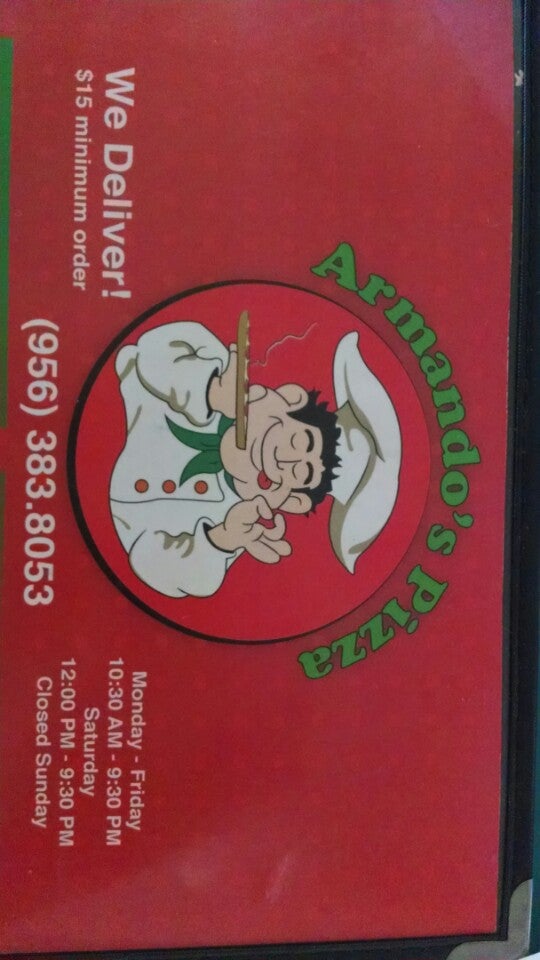 Armando's Pizza
We Deliver!
$15 minimum order
(956) 383.8053
Monday - Friday
10:30 AM - 9:30 PM
Saturday
12:00 PM - 9:30 PM
Closed Sunday